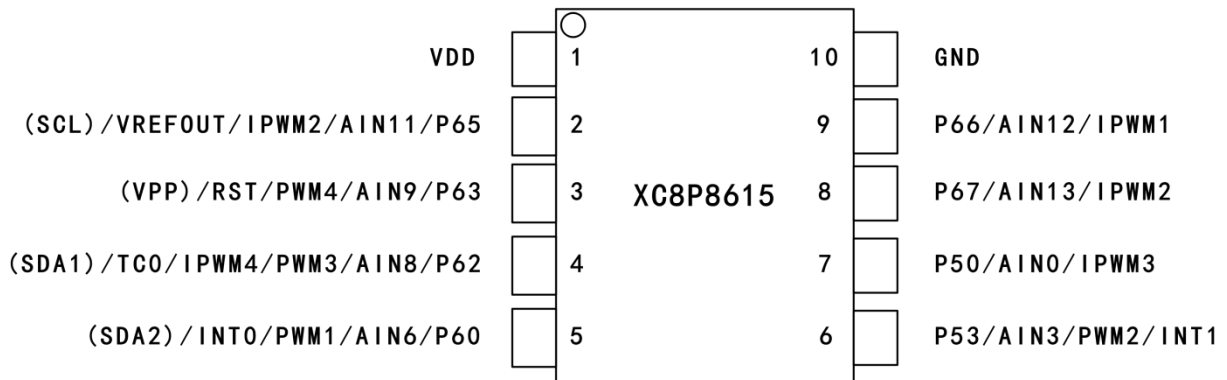 VDD 1 10 GND
(SCL)/VREFOUT/IPWM2/AIN11/P65 2 9 P66/AIN12/IPWM1
(VPP)/RST/PWM4/AIN9/P63 3 XC8P8615 8 P67/AIN13/IPWM2
(SDA1)/TC0/IPWM4/PWM3/AIN8/P62 4 7 P50/AIN0/IPWM3
(SDA2)/INT0/PWM1/AIN6/P60 5 6 P53/AIN3/PWM2/INT1